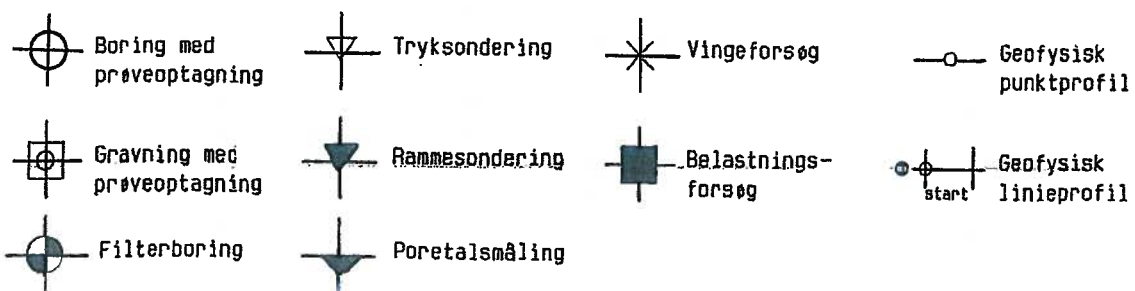 Boring med
prøveoptagning
Tryksondering
Vingeforsøg
Geofysisk
punktprofil
Gravning med
prøveoptagning
Rammesondering
Belastnings-
forsøg
start
Geofysisk
linieprofil
Filterboring
Poretalsmåling